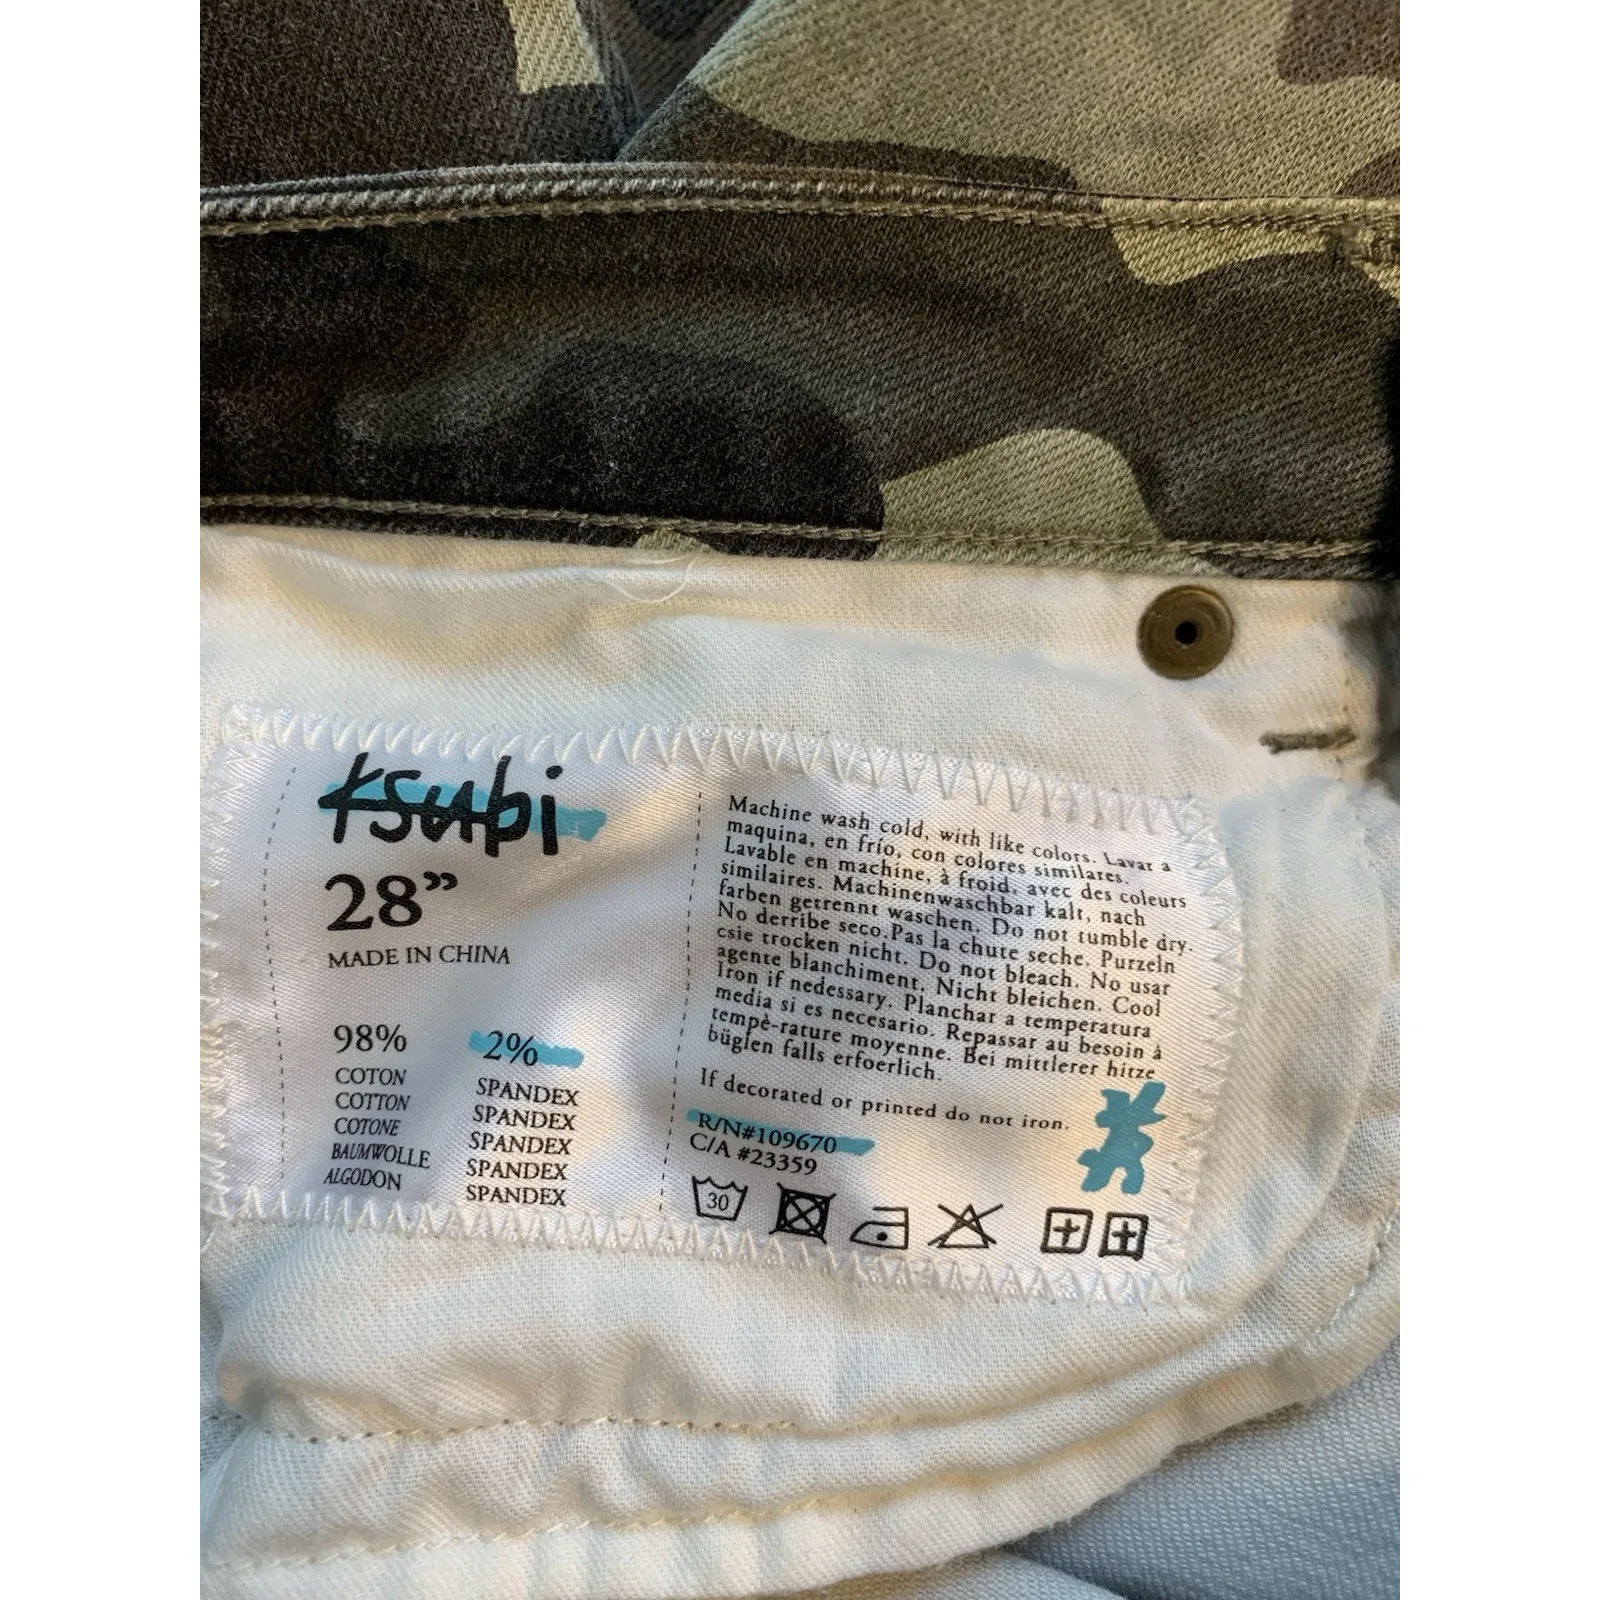 ksubi
28”
MADE IN CHINA
98%
COTON
COTTON
COTONE
BAUMWOLLE
ALGODON
2%
SPANDEX
SPANDEX
SPANDEX
SPANDEX
SPANDEX
Machine wash cold, with like colors. Lavar a
maquina, en frío, con colores similares.
Lavable en machine, à froid, avec des coleurs
similaires. Machinenwaschbar kalt, nach
farben getrennt waschen. Do not tumble dry.
No derribe seco.Pas la chute seche. Purzeln
csie trocken nicht. Do not bleach. No usar
agente blanchiment. Nicht bleichen. Cool
Iron if nedessary. Planchar a temperatura
media si es necesario. Repassar au besoin à
tempè-rature moyenne. Bei mittlerer hitze
büglen falls erfoerlich.
If decorated or printed do not iron.
R/N#109670
C/A #23359
30